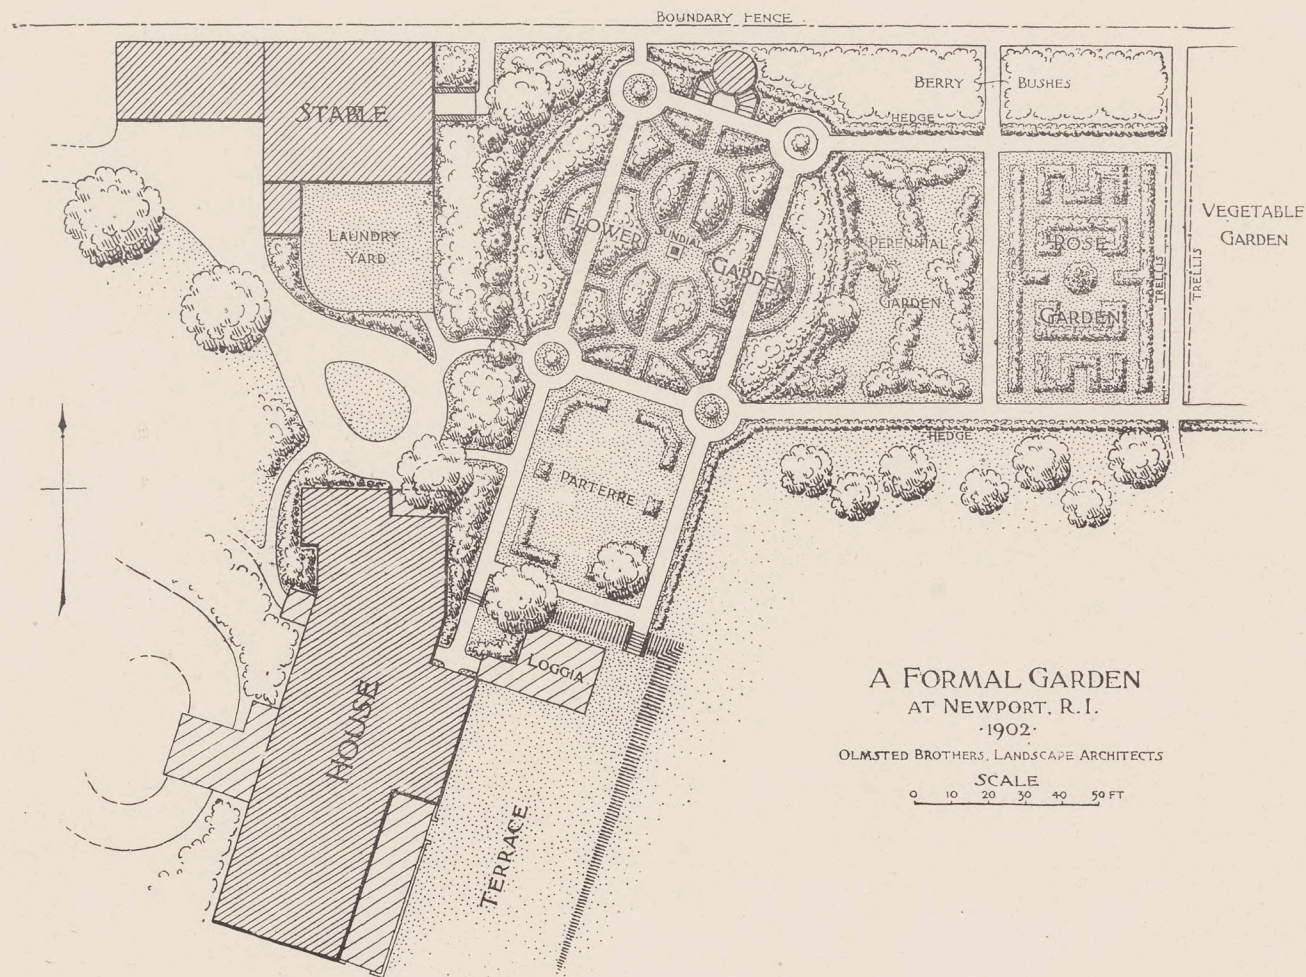 BOUNDARY FENCE.
STABLE
BERRY BUSHES
HEDGE
LAUNDRY
YARD
FLOWER
SUNDIAL
GARDEN
PERENNIAL
GARDEN
ROSE
GARDEN
TRELLIS
TRELLIS
VEGETABLE
GARDEN
HEDGE
PARTERRE
LOGGIA
HOUSE
TERRACE
A FORMAL GARDEN
AT NEWPORT, R.I.
·1902·
OLMSTED BROTHERS, LANDSCAPE ARCHITECTS
SCALE
0 10 20 30 40 50 FT